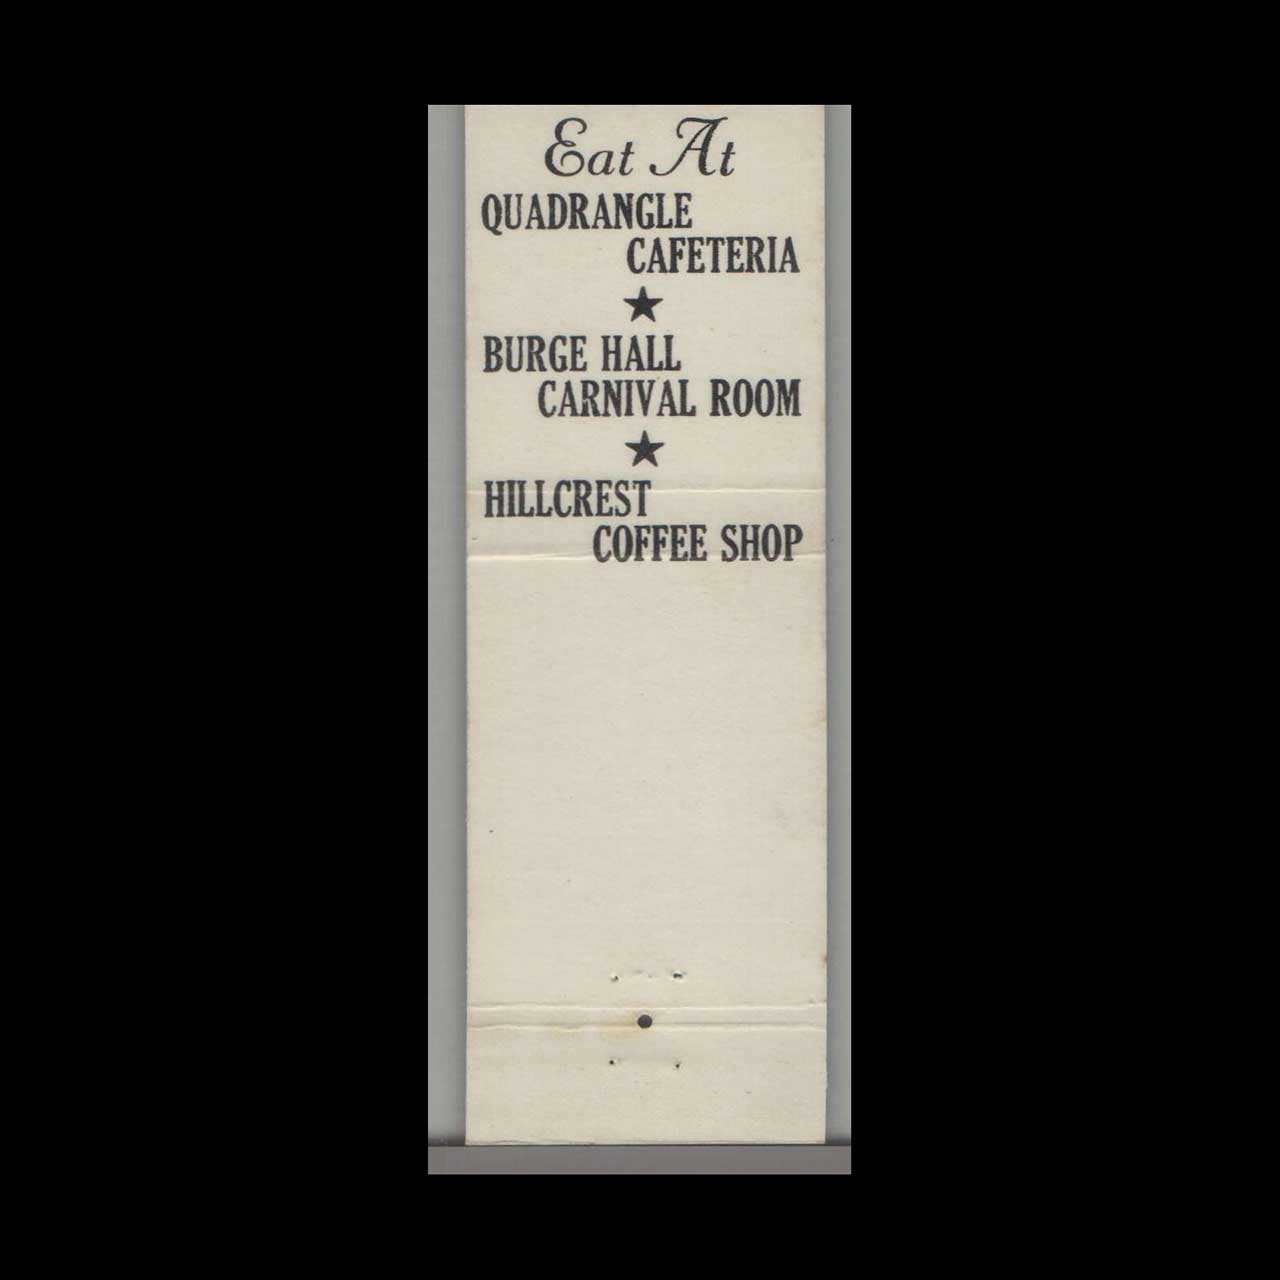 Eat At
QUADRANGLE
CAFETERIA
BURGE HALL
CARNIVAL ROOM
HILLCREST
COFFEE SHOP